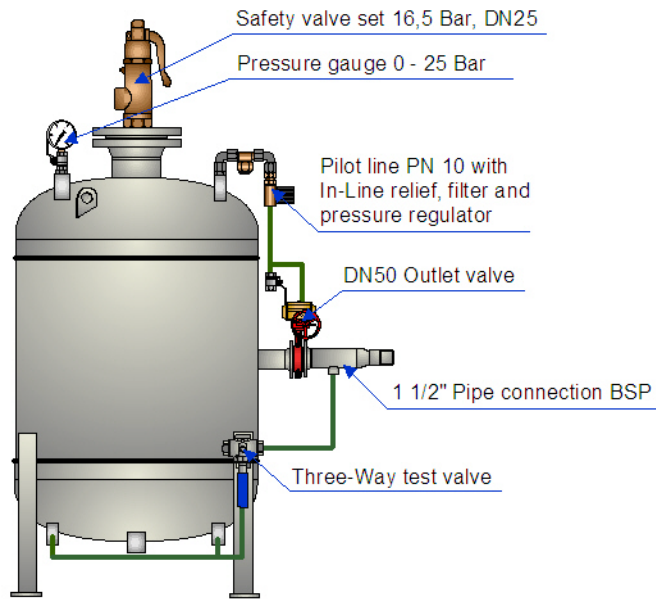 Safety valve set 16,5 Bar, DN25
Pressure gauge 0 - 25 Bar
Pilot line PN 10 with
In-Line relief, filter and
pressure regulator
DN50 Outlet valve
1 1/2" Pipe connection BSP
Three-Way test valve